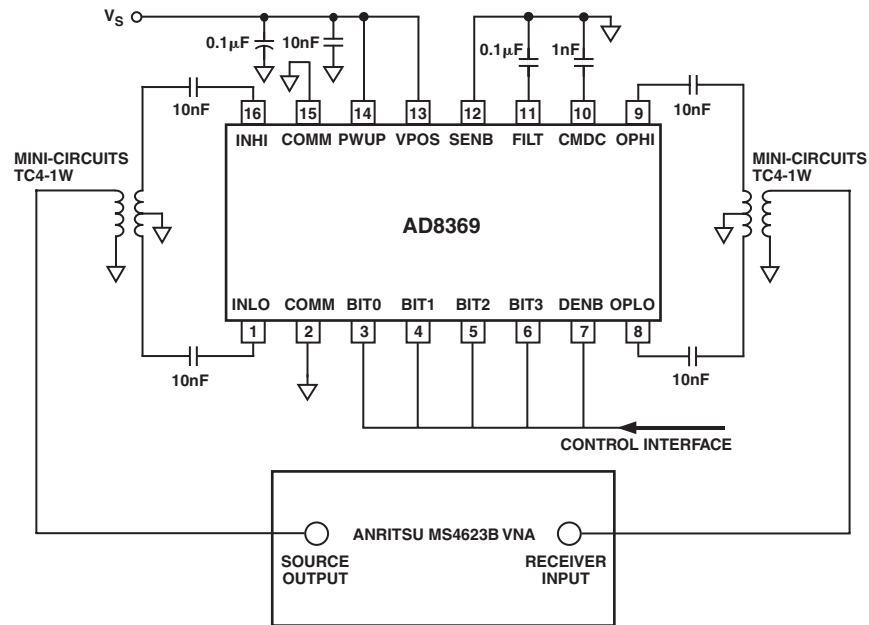 V_S
0.1µF
10nF
0.1µF
1nF
10nF
10nF
16
15
14
13
12
11
10
9
INHI
COMM
PWUP
VPOS
SENB
FILT
CMDC
OPHI
MINI-CIRCUITS
TC4-1W
MINI-CIRCUITS
TC4-1W
AD8369
INLO
COMM
BIT0
BIT1
BIT2
BIT3
DENB
OPLO
1
2
3
4
5
6
7
8
10nF
10nF
CONTROL INTERFACE
ANRITSU MS4623B VNA
SOURCE
OUTPUT
RECEIVER
INPUT